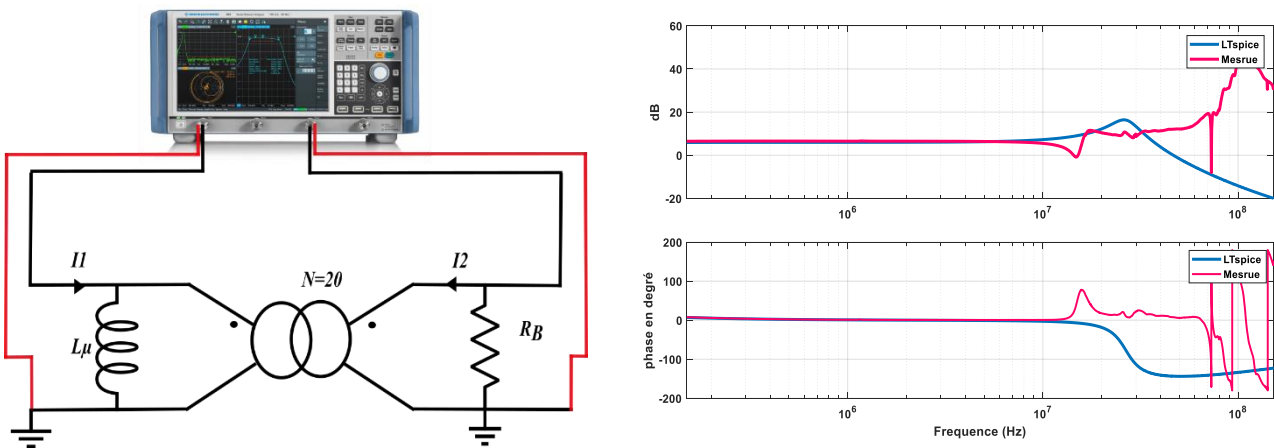 I1
N=20
I2
Lμ
R_B
60
40
20
0
-20
dB
LTspice
Mesrue
10^6
10^7
10^8
200
100
0
-100
-200
phase en degré
LTspice
Mesrue
10^6
10^7
10^8
Frequence (Hz)